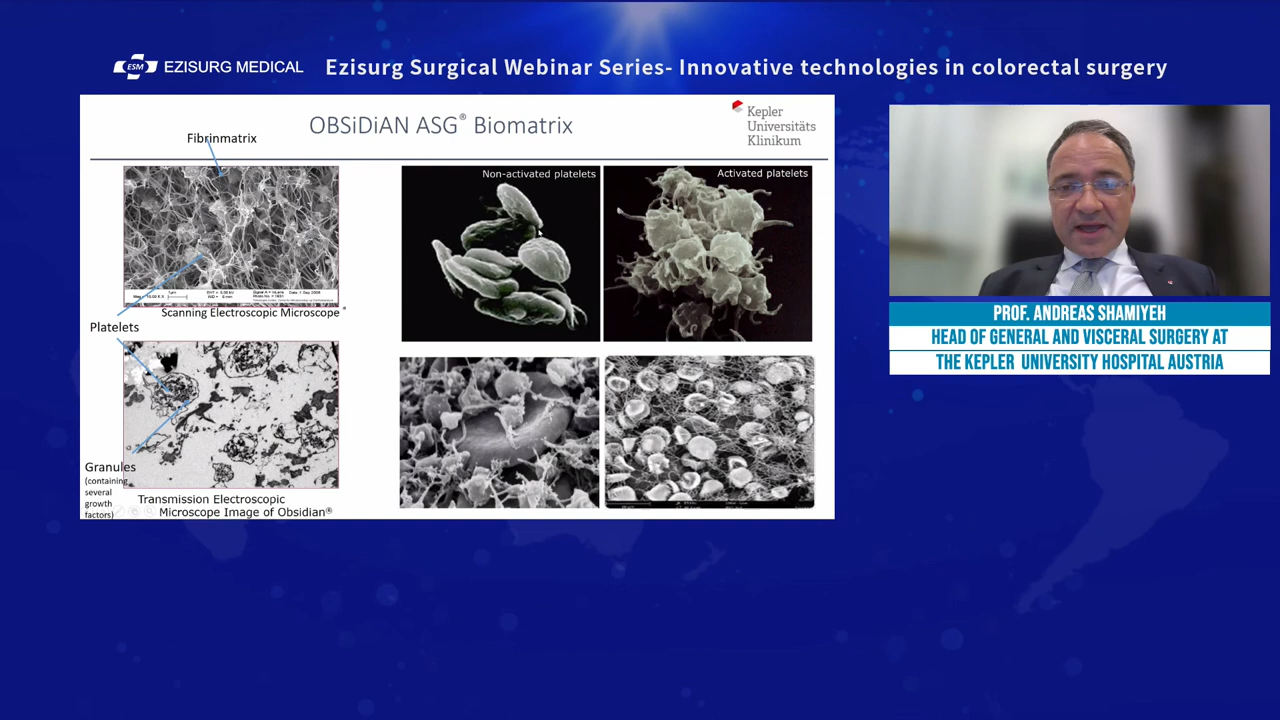 ESM
EZISURG MEDICAL
Ezisurg Surgical Webinar Series- Innovative technologies in colorectal surgery
OBSiDiAN ASG® Biomatrix
Kepler
Universitäts
Klinikum
Fibrinmatrix
Scanning Electroscopic Microscope
Platelets
Granules
(containing
several
growth
factors)
Transmission Electroscopic
Microscope Image of Obsidian®
Non-activated platelets
Activated platelets
PROF. ANDREAS SHAMIYEH
HEAD OF GENERAL AND VISCERAL SURGERY AT
THE KEPLER UNIVERSITY HOSPITAL AUSTRIA